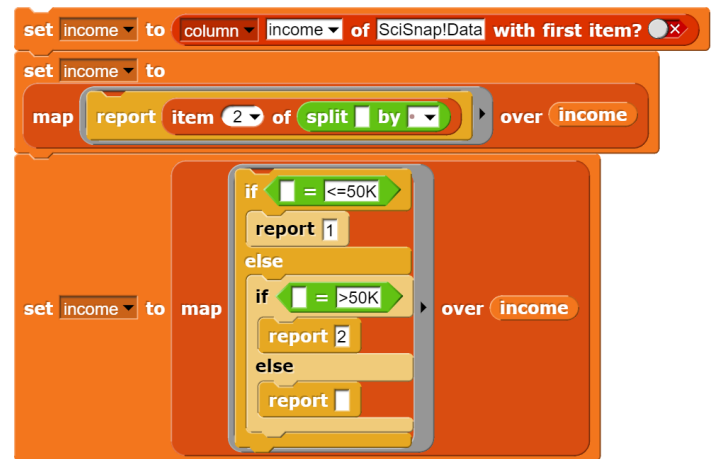 set income to column income of SciSnap!Data with first item?
set income to
map report item 2 of split by over income
if = <=50K
report 1
else
if = >50K
set income to map over income
report 2
else
report